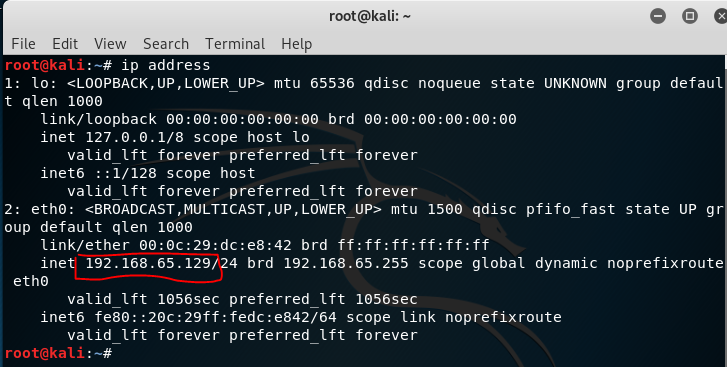 root@kali: ~
File Edit View Search Terminal Help
root@kali:~# ip address
1: lo: <LOOPBACK,UP,LOWER_UP> mtu 65536 qdisc noqueue state UNKNOWN group defaul
t qlen 1000
    link/loopback 00:00:00:00:00:00 brd 00:00:00:00:00:00
    inet 127.0.0.1/8 scope host lo
       valid_lft forever preferred_lft forever
    inet6 ::1/128 scope host
       valid_lft forever preferred_lft forever
2: eth0: <BROADCAST,MULTICAST,UP,LOWER_UP> mtu 1500 qdisc pfifo_fast state UP gr
oup default qlen 1000
    link/ether 00:0c:29:dc:e8:42 brd ff:ff:ff:ff:ff:ff
    inet 192.168.65.129/24 brd 192.168.65.255 scope global dynamic noprefixroute
 eth0
       valid_lft 1056sec preferred_lft 1056sec
    inet6 fe80::20c:29ff:fedc:e842/64 scope link noprefixroute
       valid_lft forever preferred_lft forever
root@kali:~#